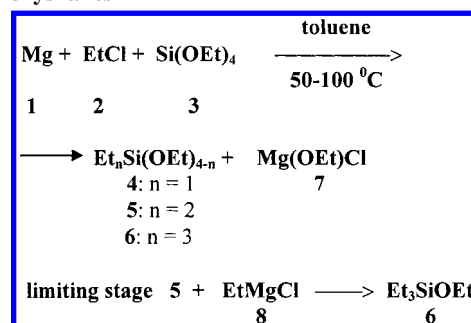 toluene
Mg + EtCl + Si(OEt)₄ ⟶
50-100 ⁰C
1 2 3
⟶ EtₙSi(OEt)₄₋ₙ + Mg(OEt)Cl
4: n = 1 7
5: n = 2
6: n = 3
limiting stage 5 + EtMgCl ⟶ Et₃SiOEt
8 6